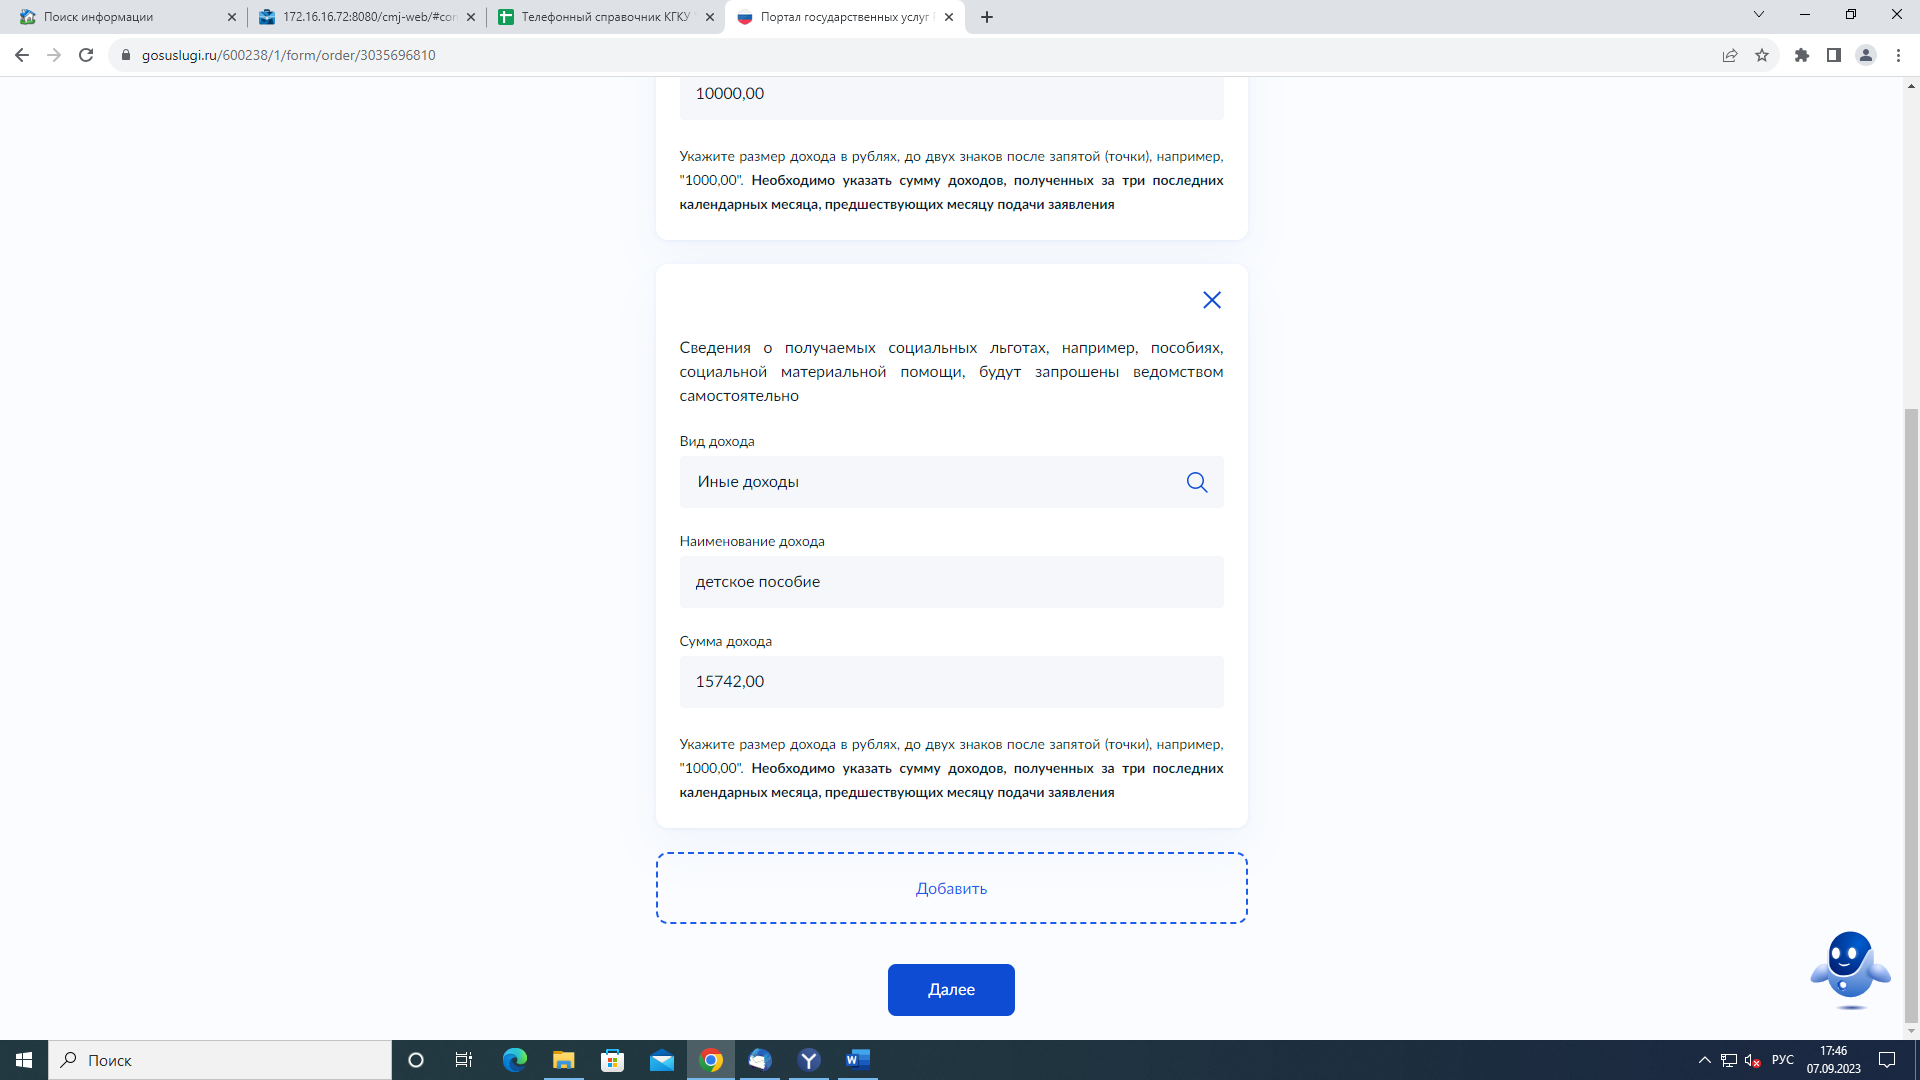 Поиск информации
172.16.16.72:8080/cmj-web/#con
Телефонный справочник КГКУ
Портал государственных услуг
gosuslugi.ru/600238/1/form/order/3035696810
10000,00
Укажите размер дохода в рублях, до двух знаков после запятой (точки), например,
"1000,00". Необходимо указать сумму доходов, полученных за три последних
календарных месяца, предшествующих месяцу подачи заявления
Сведения о получаемых социальных льготах, например, пособиях,
социальной материальной помощи, будут запрошены ведомством
самостоятельно
Вид дохода
Иные доходы
Наименование дохода
детское пособие
Сумма дохода
15742,00
Укажите размер дохода в рублях, до двух знаков после запятой (точки), например,
"1000,00". Необходимо указать сумму доходов, полученных за три последних
календарных месяца, предшествующих месяцу подачи заявления
Добавить
Далее
Поиск
РУС
17:46
07.09.2023